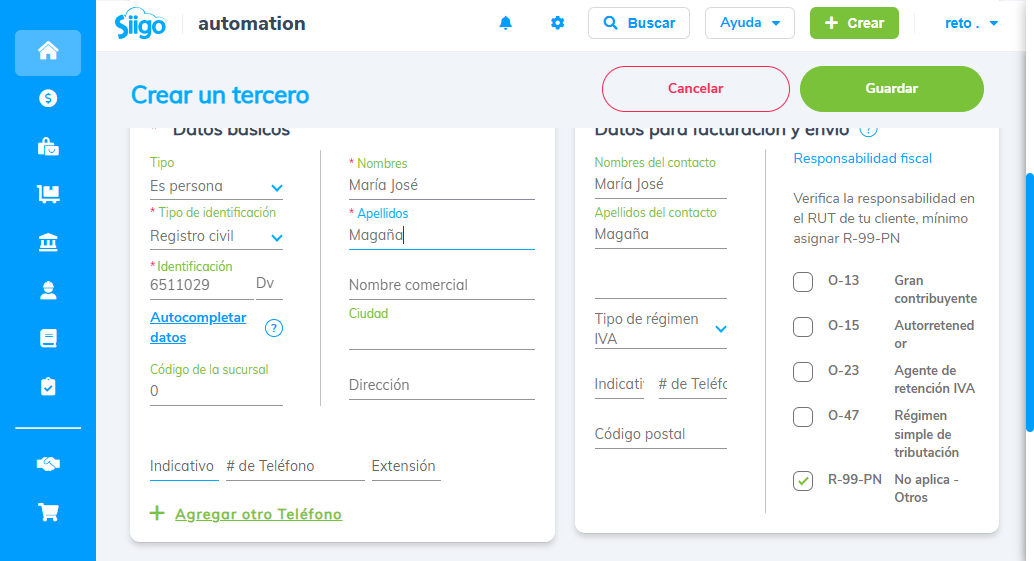 Siigo
automation
Buscar
Ayuda
Crear
reto .
Crear un tercero
Cancelar
Guardar
* Datos básicos
Tipo
Es persona
* Tipo de identificación
Registro civil
* Identificación
6511029
Dv
Autocompletar
datos
?
Código de la sucursal
0
* Nombres
María José
* Apellidos
Magaña
Nombre comercial
Ciudad
Dirección
Indicativo
# de Teléfono
Extensión
Agregar otro Teléfono
Datos para facturación y envío ?
Nombres del contacto
María José
Apellidos del contacto
Magaña
Tipo de régimen
IVA
Indicati
# de Teléfo
Código postal
Responsabilidad fiscal
Verifica la responsabilidad en
el RUT de tu cliente, mínimo
asignar R-99-PN
O-13 Gran
contribuyente
O-15 Autorretened
or
O-23 Agente de
retención IVA
O-47 Régimen
simple de
tributación
R-99-PN No aplica -
Otros